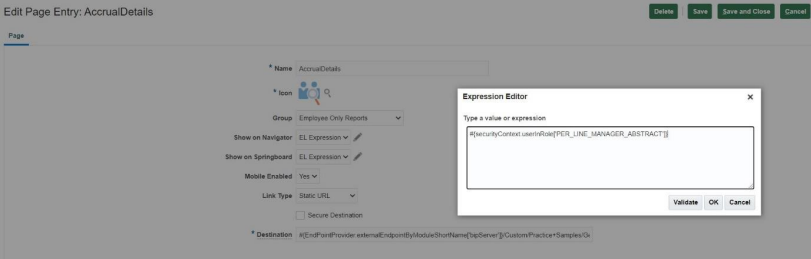 Edit Page Entry: AccrualDetails
Delete Save Save and Close Cancel
Page
* Name AccrualDetails
* Icon
Group Employee Only Reports
Show on Navigator EL Expression
Show on Springboard EL Expression
Mobile Enabled Yes
Link Type Static URL
Secure Destination
* Destination #{EndPointProvider.externalEndpointByModuleShortName['bipServer']}/Custom/Practice+Samples/Ge
Expression Editor
Type a value or expression
#{securityContext.userInRole['PER_LINE_MANAGER_ABSTRACT']}
Validate OK Cancel